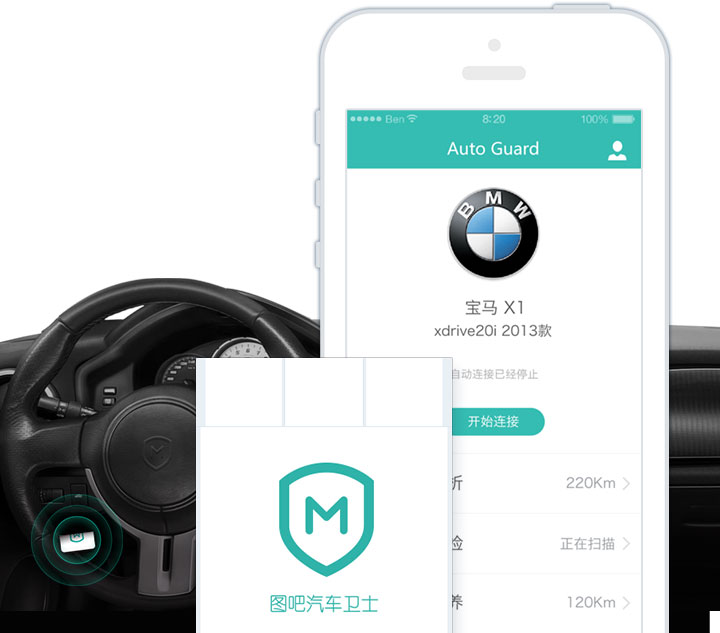 Ben 8:20 100%
Auto Guard
BMW
宝马 X1
xdrive20i 2013款
自动连接已经停止
开始连接
折 220Km
检 正在扫描
养 120Km
M
图吧汽车卫士